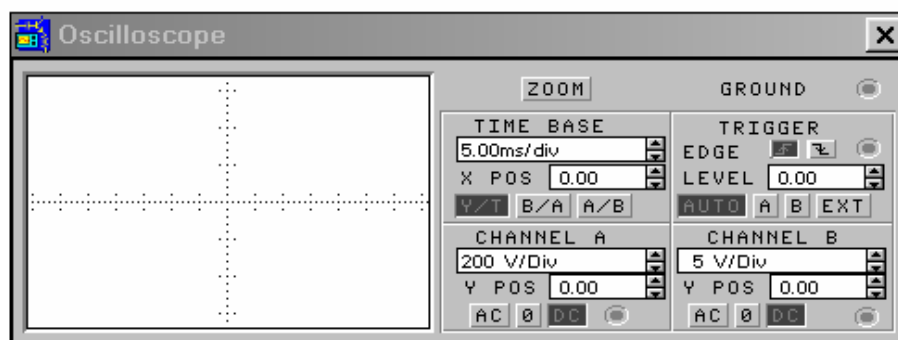 Oscilloscope
ZOOM GROUND
TIME BASE
5.00ms/div
X POS 0.00
Y/T B/A A/B
TRIGGER
EDGE
LEVEL 0.00
AUTO A B EXT
CHANNEL A
200 V/Div
Y POS 0.00
AC 0 DC
CHANNEL B
5 V/Div
Y POS 0.00
AC 0 DC